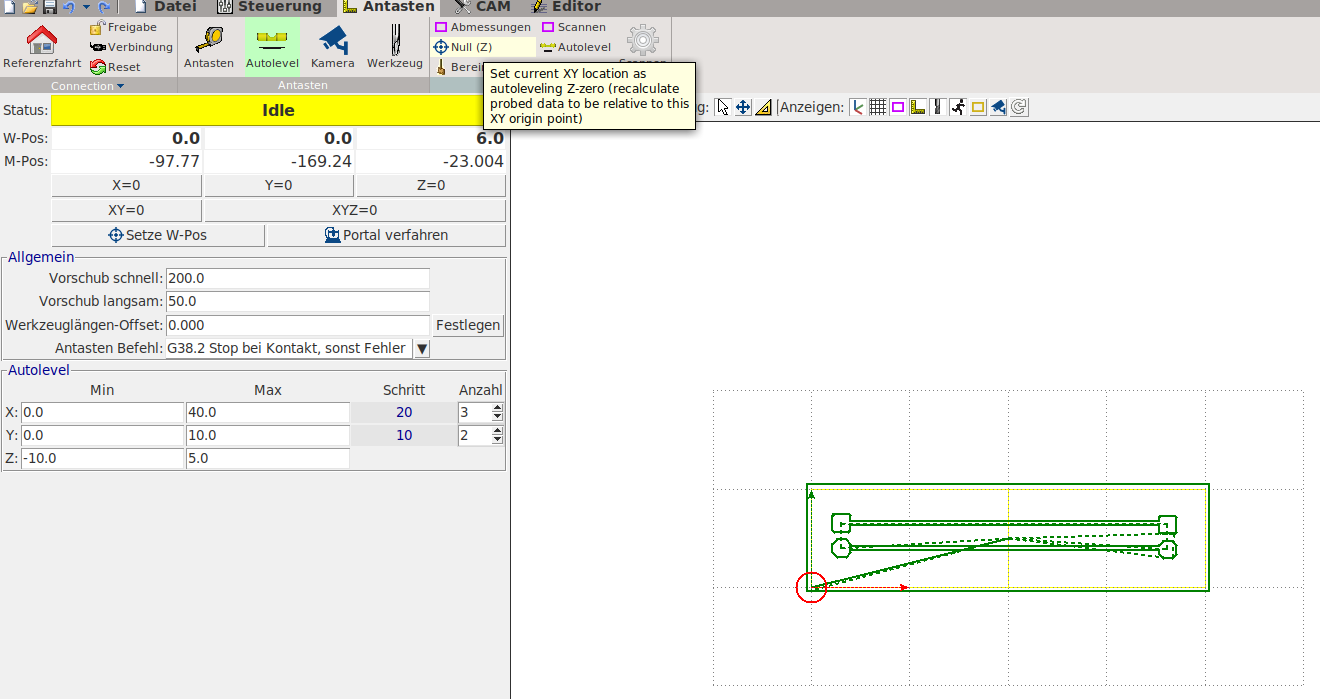 Datei Steuerung Antasten CAM Editor
Referenzfahrt
Freigabe
Verbindung
Reset
Connection
Antasten Autolevel Kamera Werkzeug
Antasten
Abmessungen Scannen
Null (Z) Autolevel
Set current XY location as
autoleveling Z-zero (recalculate
probed data to be relative to this
XY origin point)
Anzeigen:
Status: Idle
W-Pos: 0.0 0.0 6.0
M-Pos: -97.77 -169.24 -23.004
X=0 Y=0 Z=0
XY=0 XYZ=0
Setze W-Pos Portal verfahren
Allgemein
Vorschub schnell: 200.0
Vorschub langsam: 50.0
Werkzeuglängen-Offset: 0.000 Festlegen
Antasten Befehl: G38.2 Stop bei Kontakt, sonst Fehler
Autolevel
Min Max Schritt Anzahl
X: 0.0 40.0 20 3
Y: 0.0 10.0 10 2
Z: -10.0 5.0